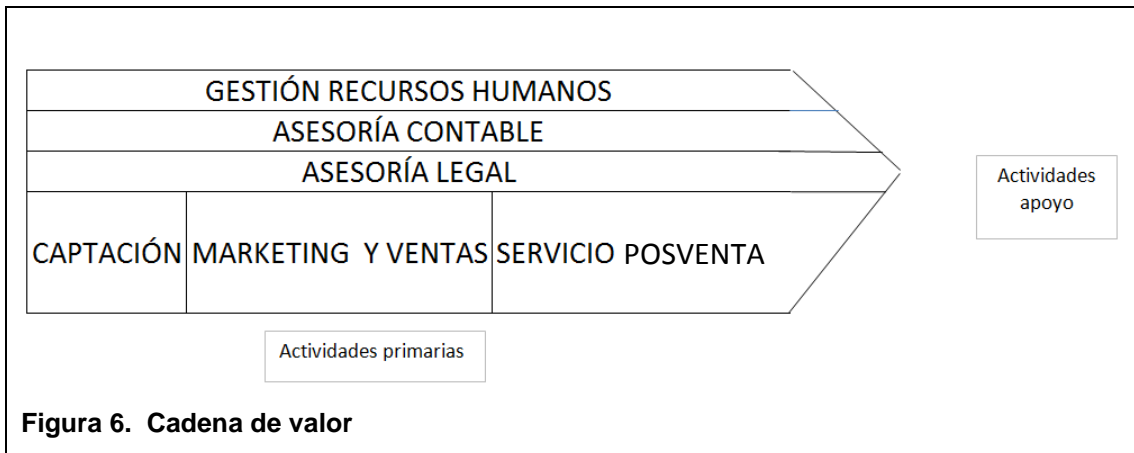 GESTIÓN RECURSOS HUMANOS
ASESORÍA CONTABLE
ASESORÍA LEGAL
CAPTACIÓN MARKETING Y VENTAS SERVICIO POSVENTA
Actividades
apoyo
Actividades primarias
Figura 6. Cadena de valor